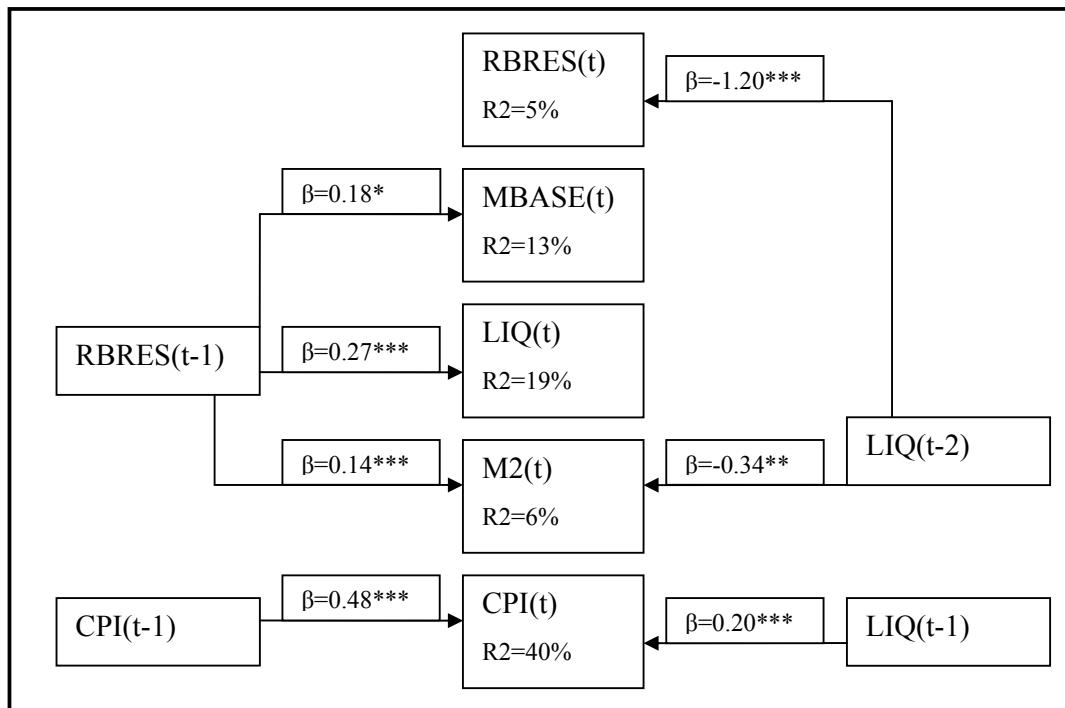 RBRES(t)
R2=5%
β=-1.20***
β=0.18*
MBASE(t)
R2=13%
RBRES(t-1)
β=0.27***
LIQ(t)
R2=19%
β=0.14***
M2(t)
R2=6%
β=-0.34**
LIQ(t-2)
CPI(t-1)
β=0.48***
CPI(t)
R2=40%
β=0.20***
LIQ(t-1)